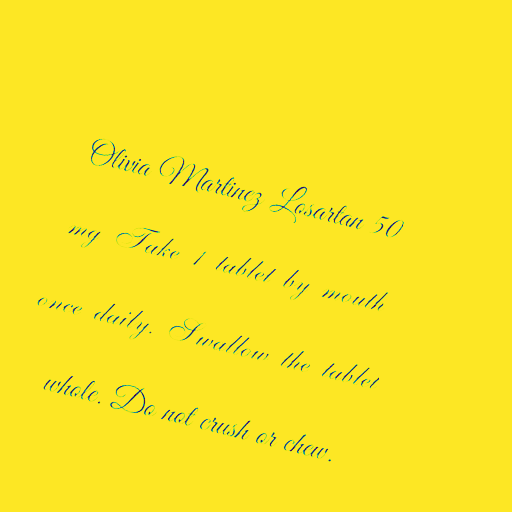 Olivia Martinez Losartan 50
mg Take 1 tablet by mouth
once daily. Swallow the tablet
whole. Do not crush or chew.